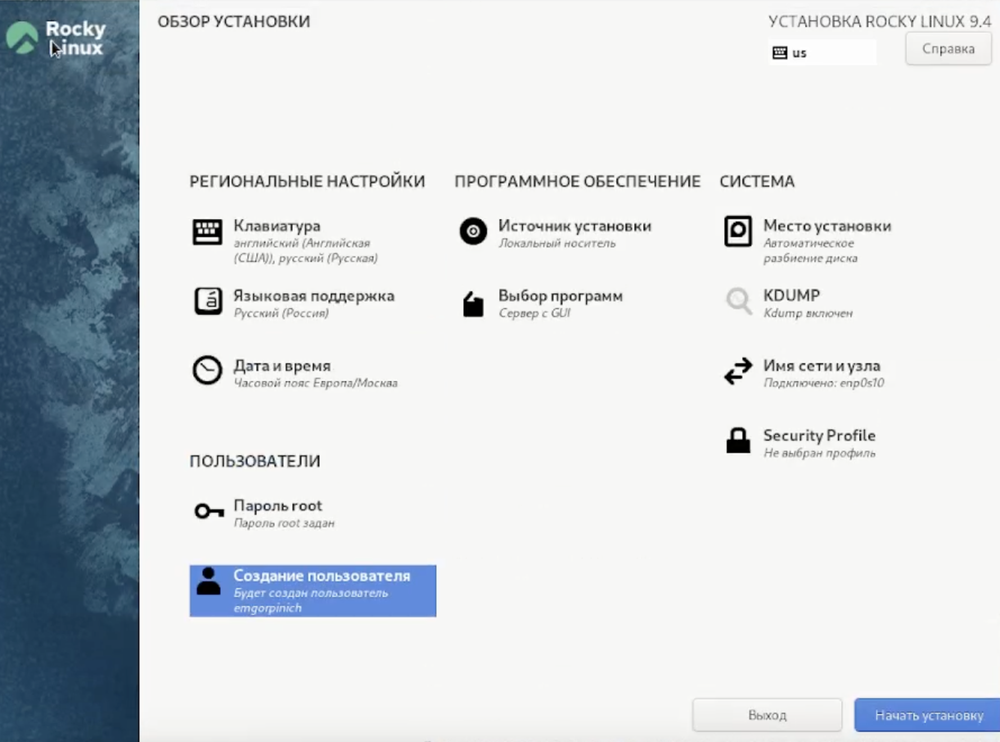 Rocky
Linux
ОБЗОР УСТАНОВКИ
УСТАНОВКА ROCKY LINUX 9.4
us
Справка
РЕГИОНАЛЬНЫЕ НАСТРОЙКИ
Клавиатура
английский (Английская
(США)), русский (Русская)
Языковая поддержка
Русский (Россия)
Дата и время
Часовой пояс Европа/Москва
ПРОГРАММНОЕ ОБЕСПЕЧЕНИЕ
Источник установки
Локальный носитель
Выбор программ
Сервер с GUI
СИСТЕМА
Место установки
Автоматическое
разбиение диска
KDUMP
Kdump включен
Имя сети и узла
Подключено: enp0s10
Security Profile
Не выбран профиль
ПОЛЬЗОВАТЕЛИ
Пароль root
Пароль root задан
Создание пользователя
Будет создан пользователь
emgorpinich
Выход
Начать установку